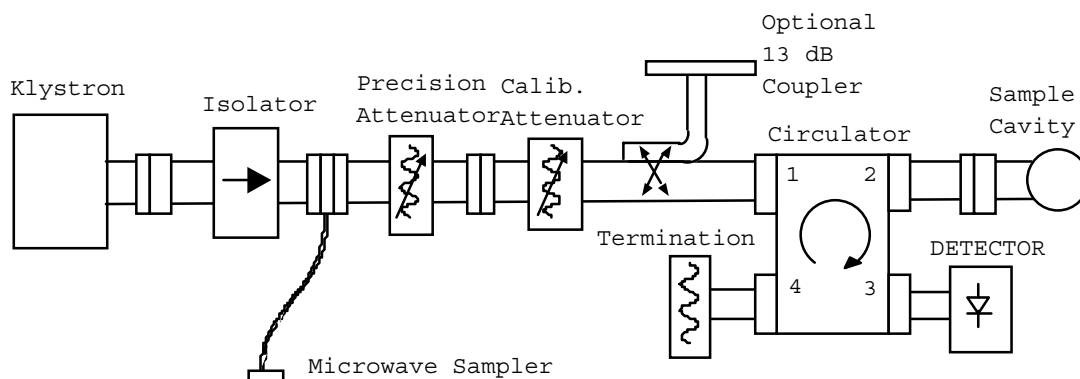 Optional
13 dB
Coupler
Klystron
Isolator
Precision
Attenuator
Calib.
Attenuator
Circulator
Sample
Cavity
1
2
Termination
4
3
DETECTOR
Microwave Sampler